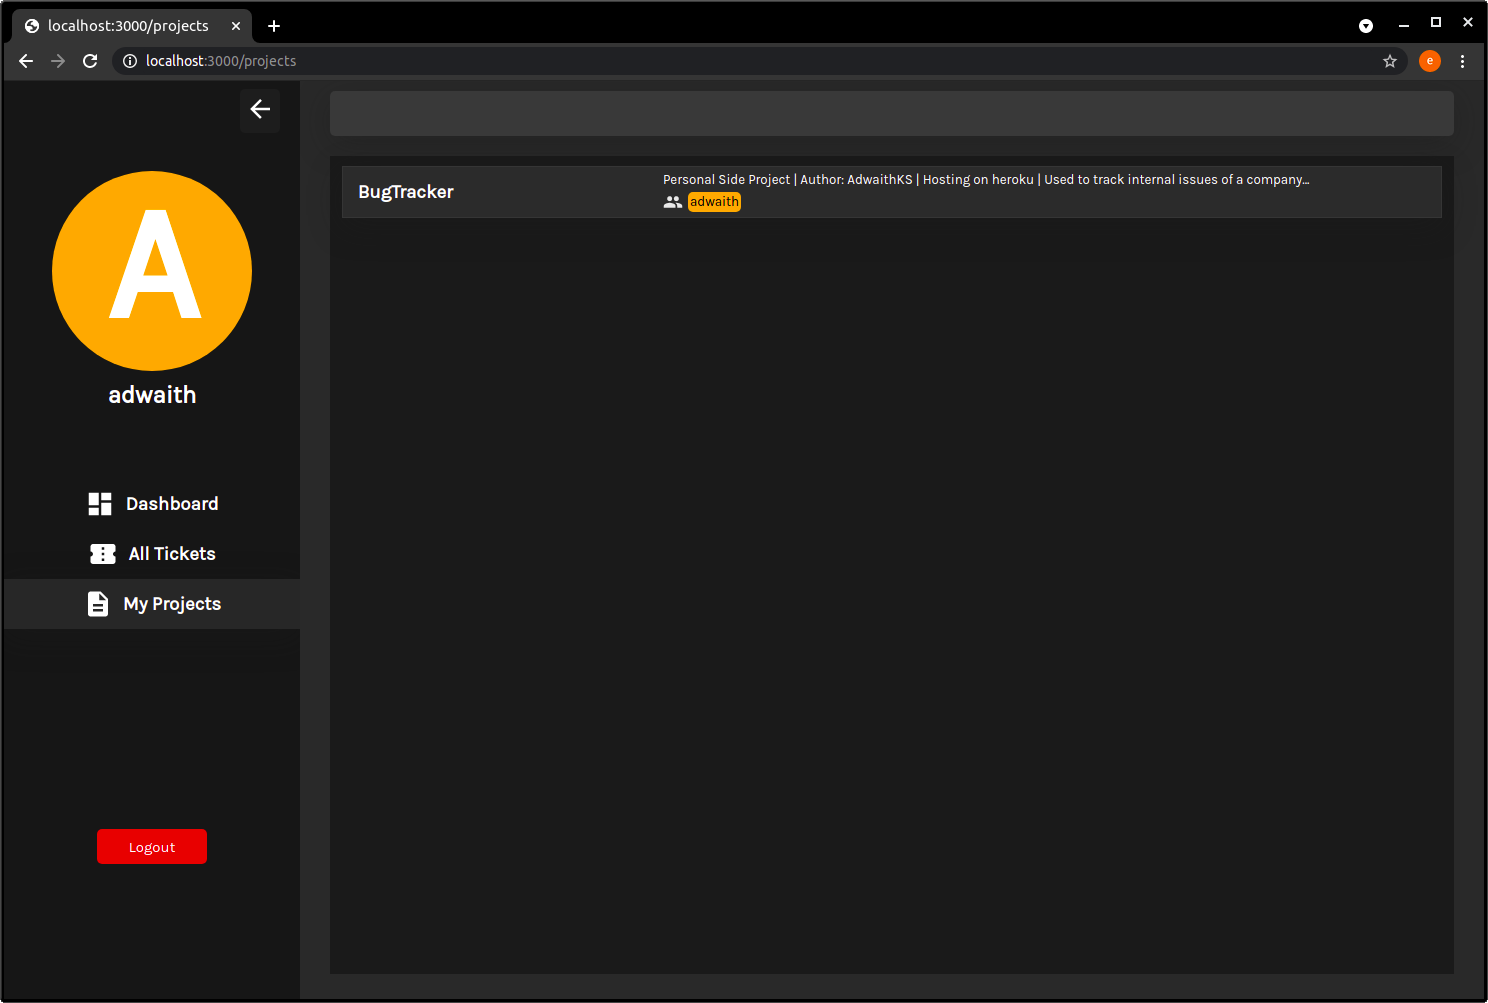 localhost:3000/projects
localhost:3000/projects
e
A
adwaith
Dashboard
All Tickets
My Projects
Logout
BugTracker
Personal Side Project | Author: AdwaithKS | Hosting on heroku | Used to track internal issues of a company...
adwaith